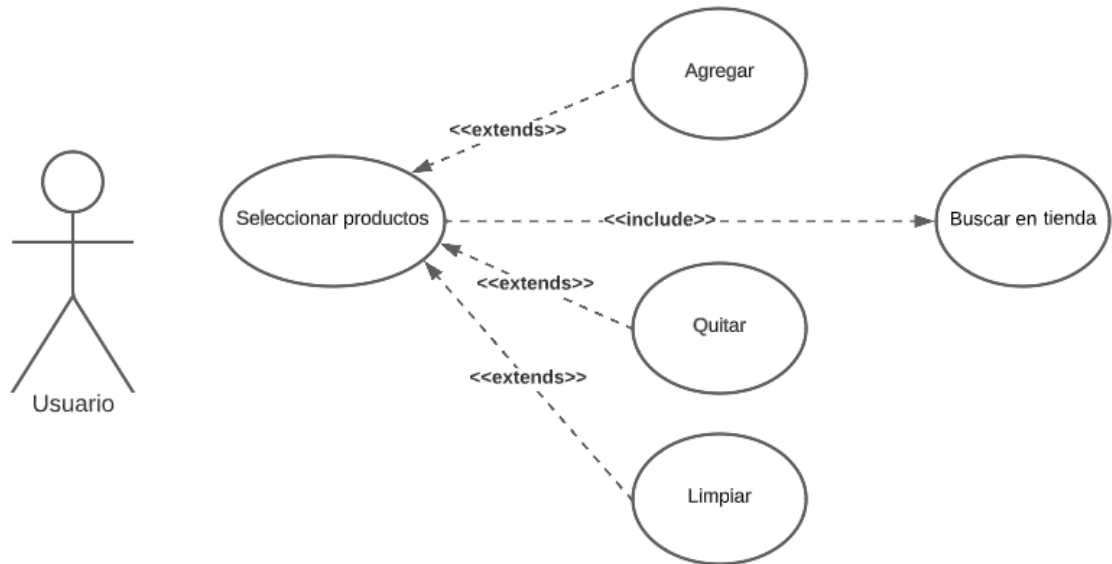 Agregar
<<extends>>
Seleccionar productos
<<include>>
Buscar en tienda
<<extends>>
Quitar
<<extends>>
Usuario
Limpiar